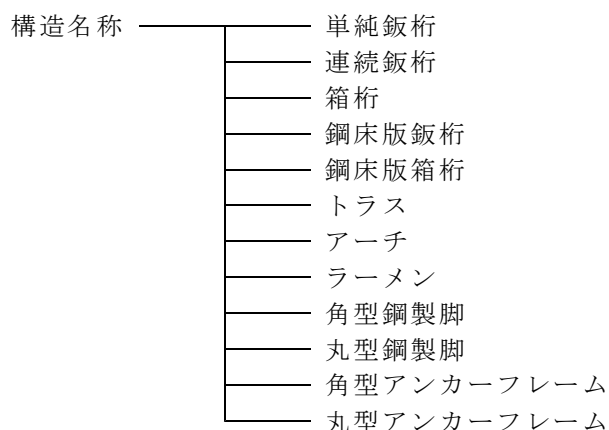 構造名称
単純鈑桁
連続鈑桁
箱桁
鋼床版鈑桁
鋼床版箱桁
トラス
アーチ
ラーメン
角型鋼製脚
丸型鋼製脚
角型アンカーフレーム
丸型アンカーフレーム